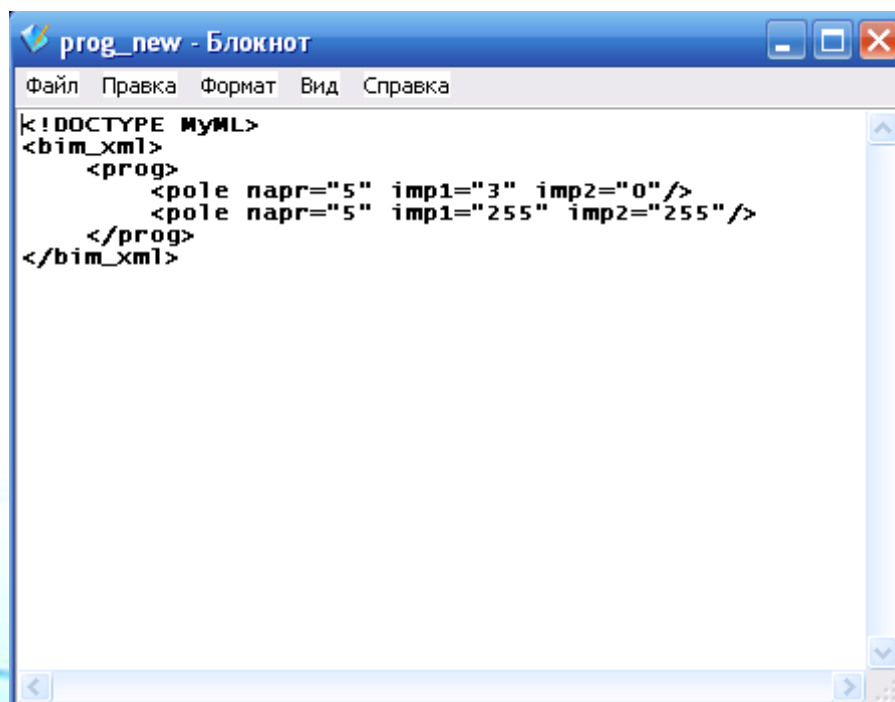 prog_new - Блокнот
Файл Правка Формат Вид Справка
<!DOCTYPE MyML>
<bim_xml>
    <prog>
        <pole napr="5" imp1="3" imp2="0"/>
        <pole napr="5" imp1="255" imp2="255"/>
    </prog>
</bim_xml>